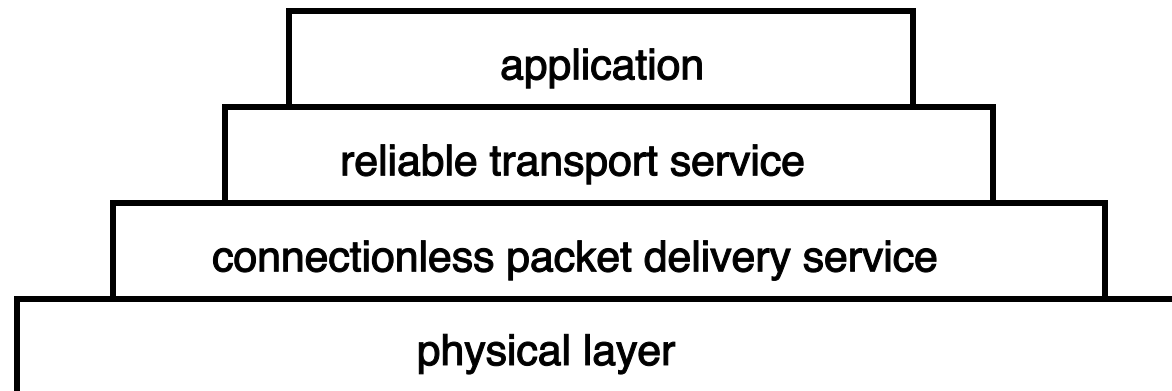 application
reliable transport service
connectionless packet delivery service
physical layer